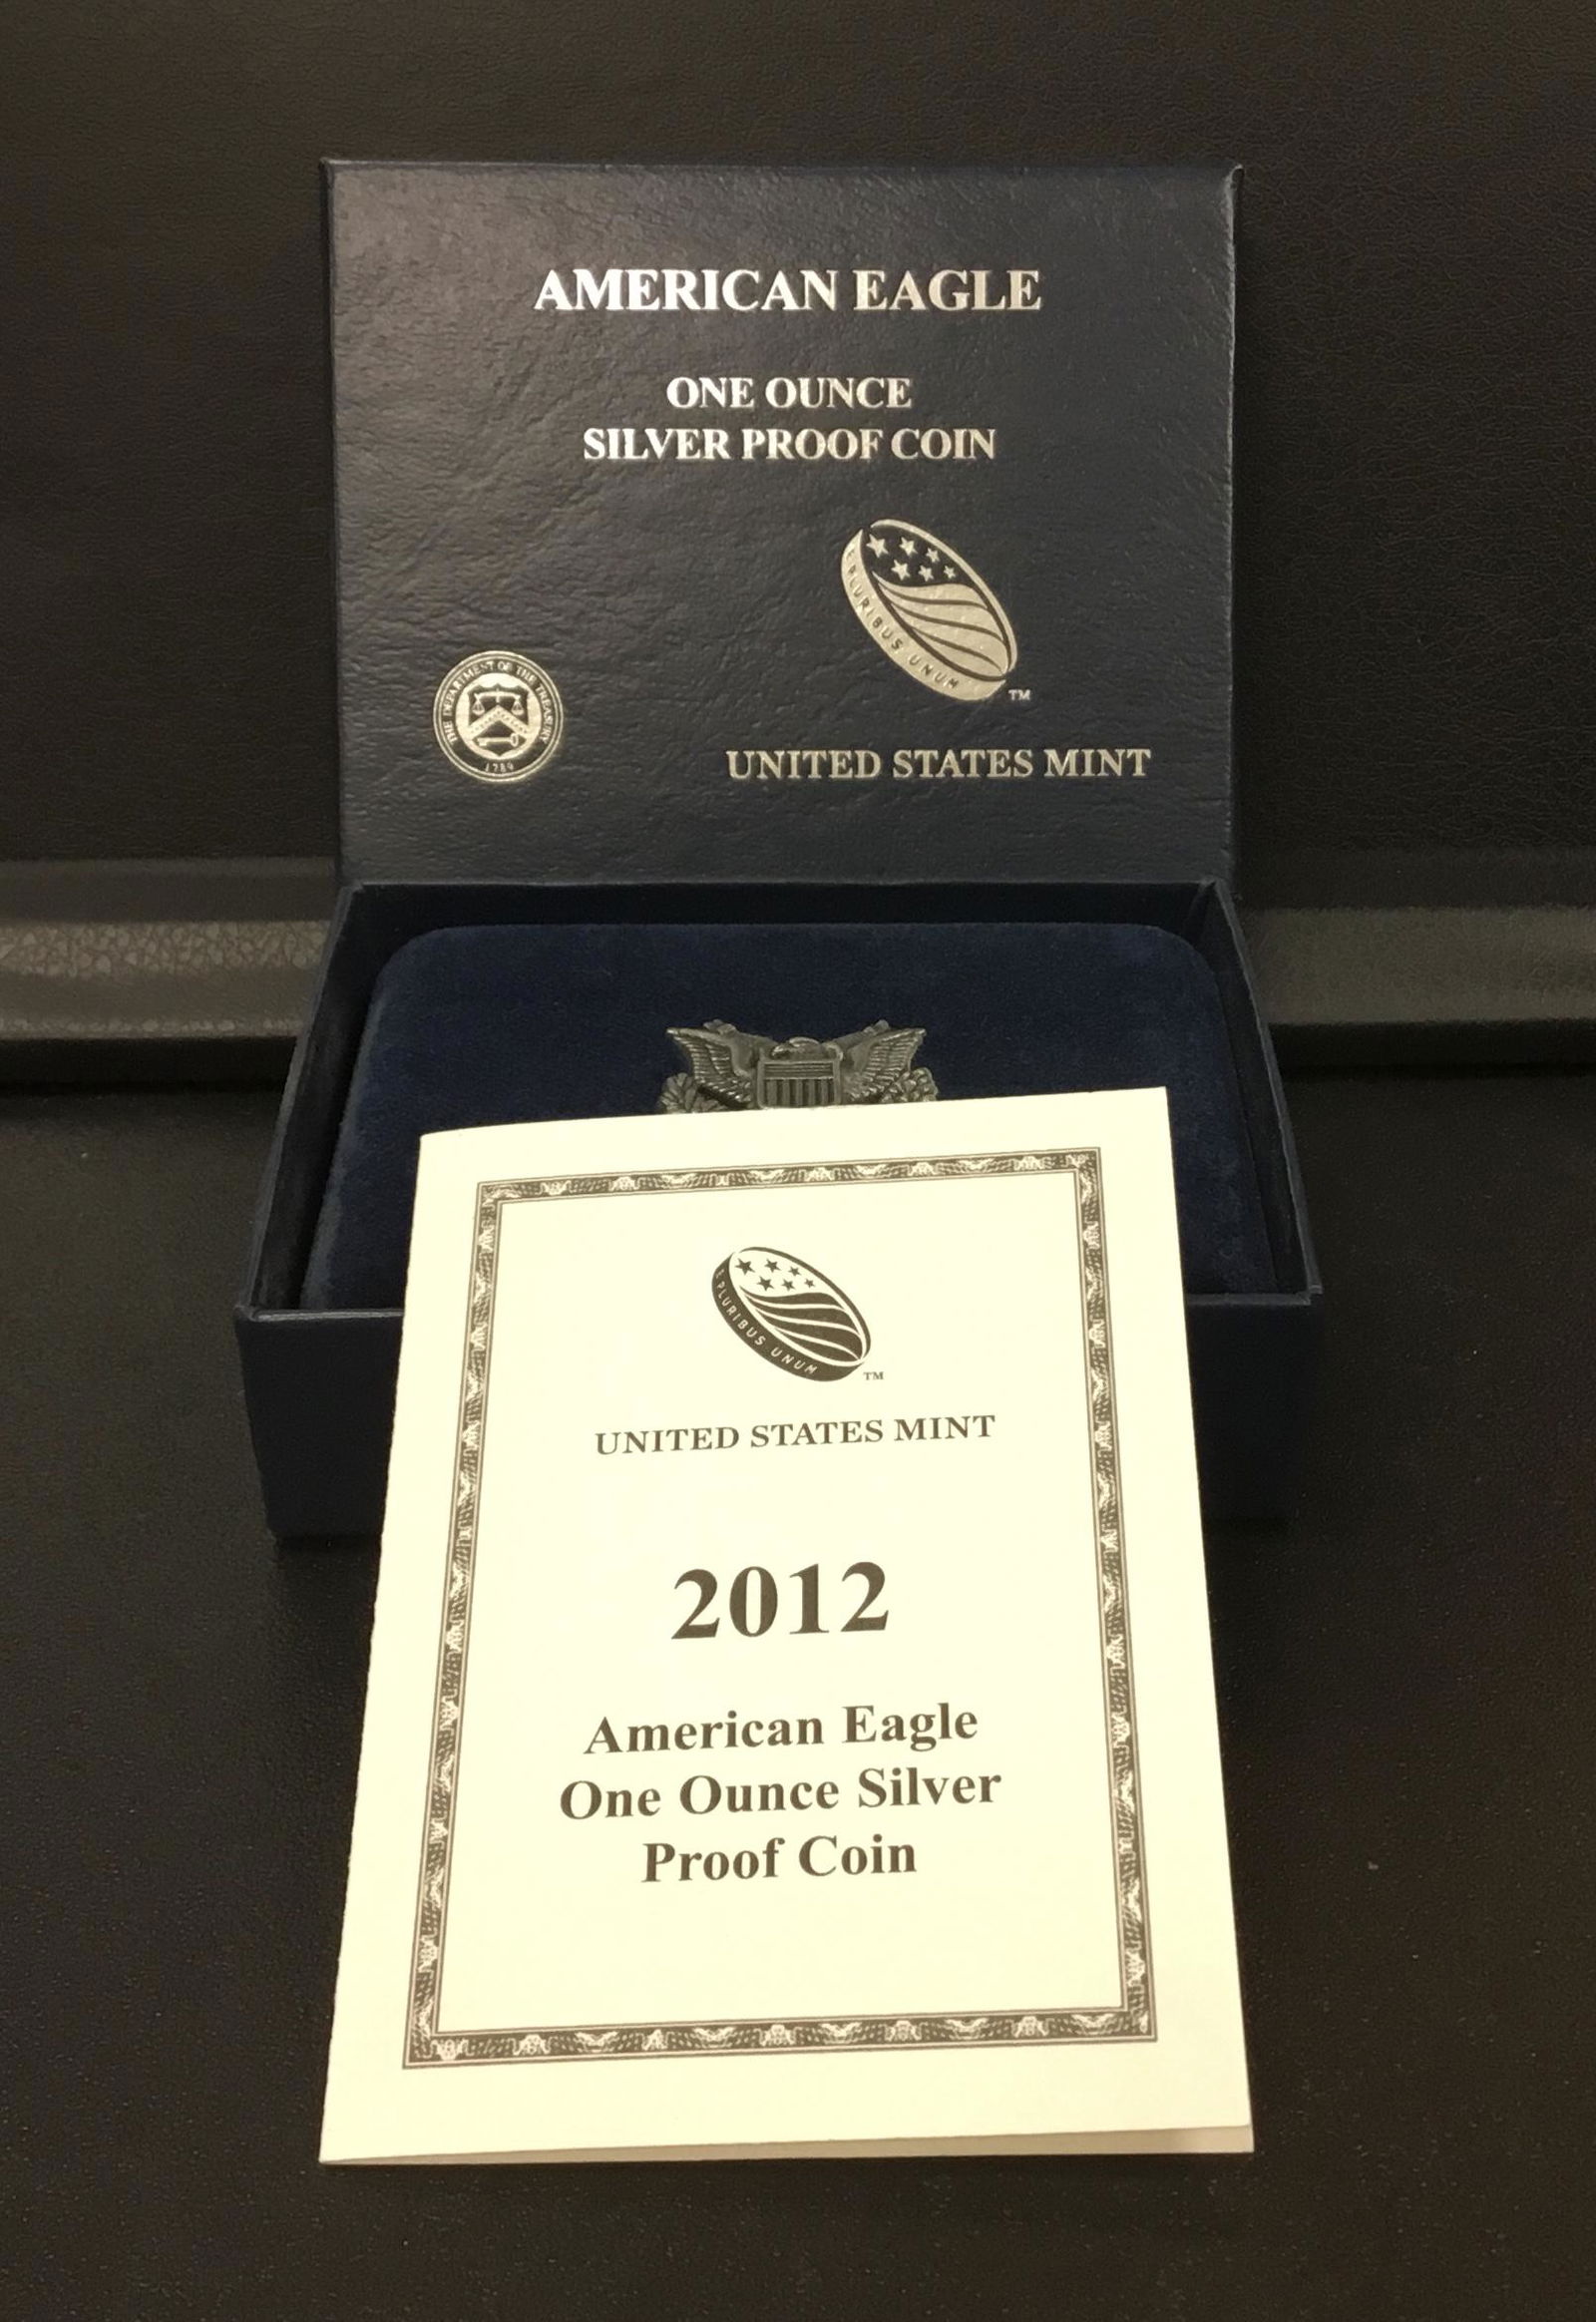 AMERICAN EAGLE
ONE OUNCE
SILVER PROOF COIN
E PLURIBUS UNUM
TM
THE DEPARTMENT OF THE TREASURY
1789
UNITED STATES MINT
E PLURIBUS UNUM
TM
UNITED STATES MINT
2012
American Eagle
One Ounce Silver
Proof Coin